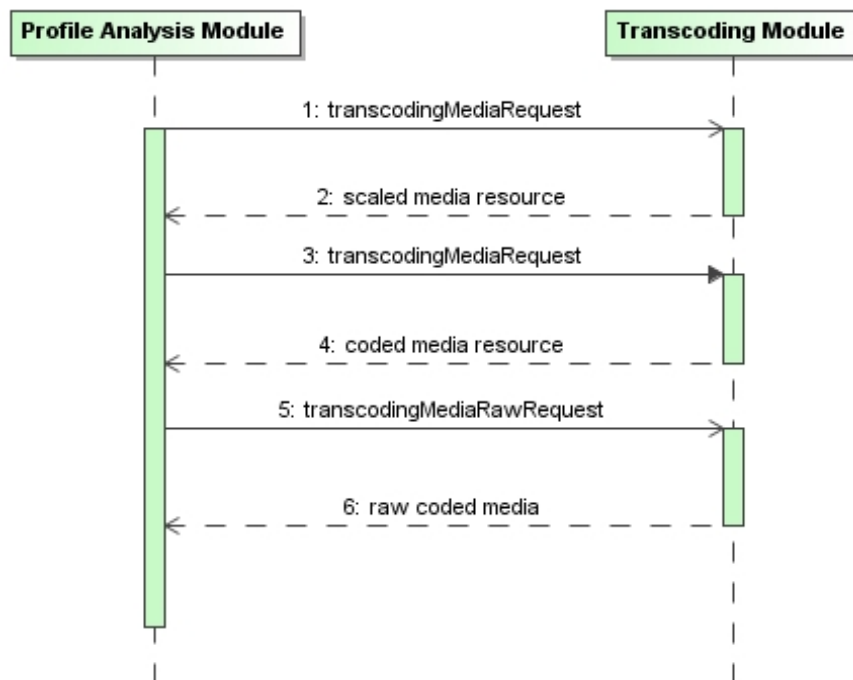 Profile Analysis Module
Transcoding Module
1: transcodingMediaRequest
2: scaled media resource
3: transcodingMediaRequest
4: coded media resource
5: transcodingMediaRawRequest
6: raw coded media